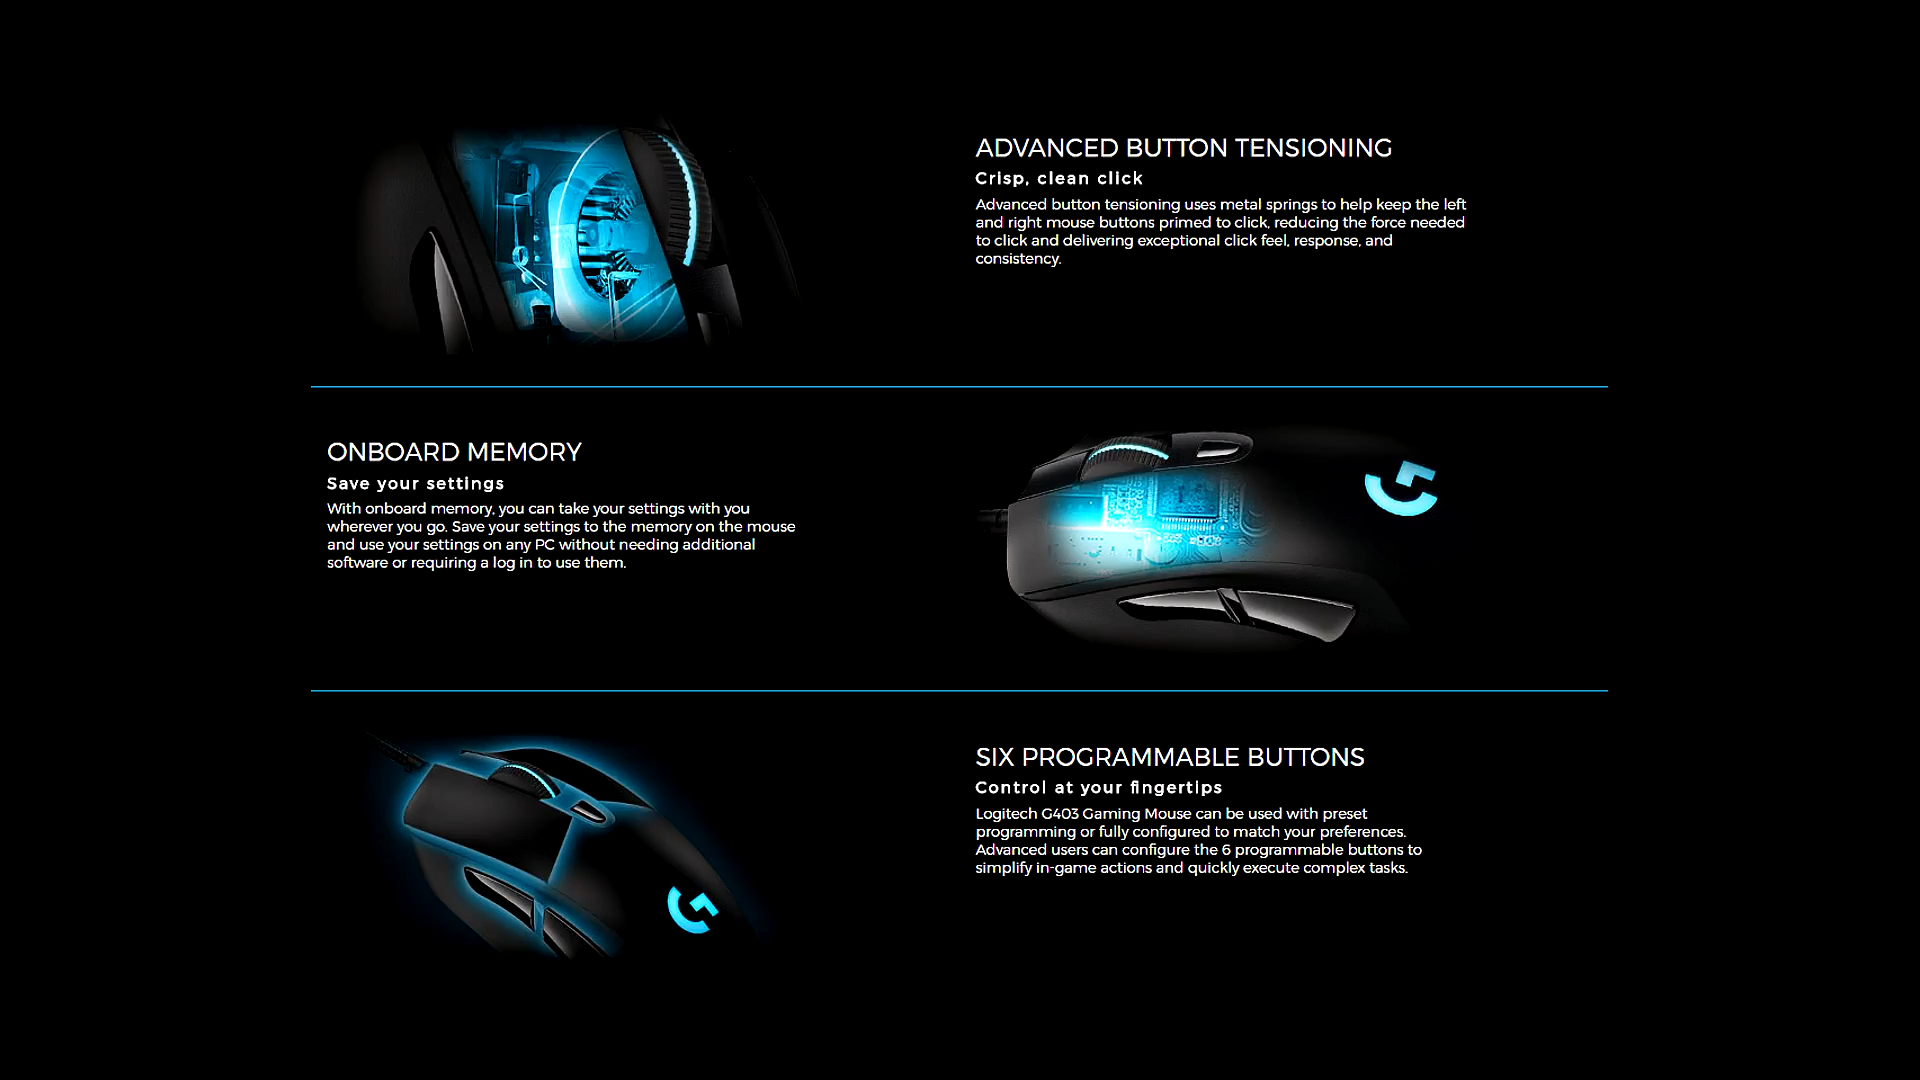 ADVANCED BUTTON TENSIONING
Crisp, clean click
Advanced button tensioning uses metal springs to help keep the left
and right mouse buttons primed to click, reducing the force needed
to click and delivering exceptional click feel, response, and
consistency.
ONBOARD MEMORY
Save your settings
With onboard memory, you can take your settings with you
wherever you go. Save your settings to the memory on the mouse
and use your settings on any PC without needing additional
software or requiring a log in to use them.
SIX PROGRAMMABLE BUTTONS
Control at your fingertips
Logitech G403 Gaming Mouse can be used with preset
programming or fully configured to match your preferences.
Advanced users can configure the 6 programmable buttons to
simplify in-game actions and quickly execute complex tasks.